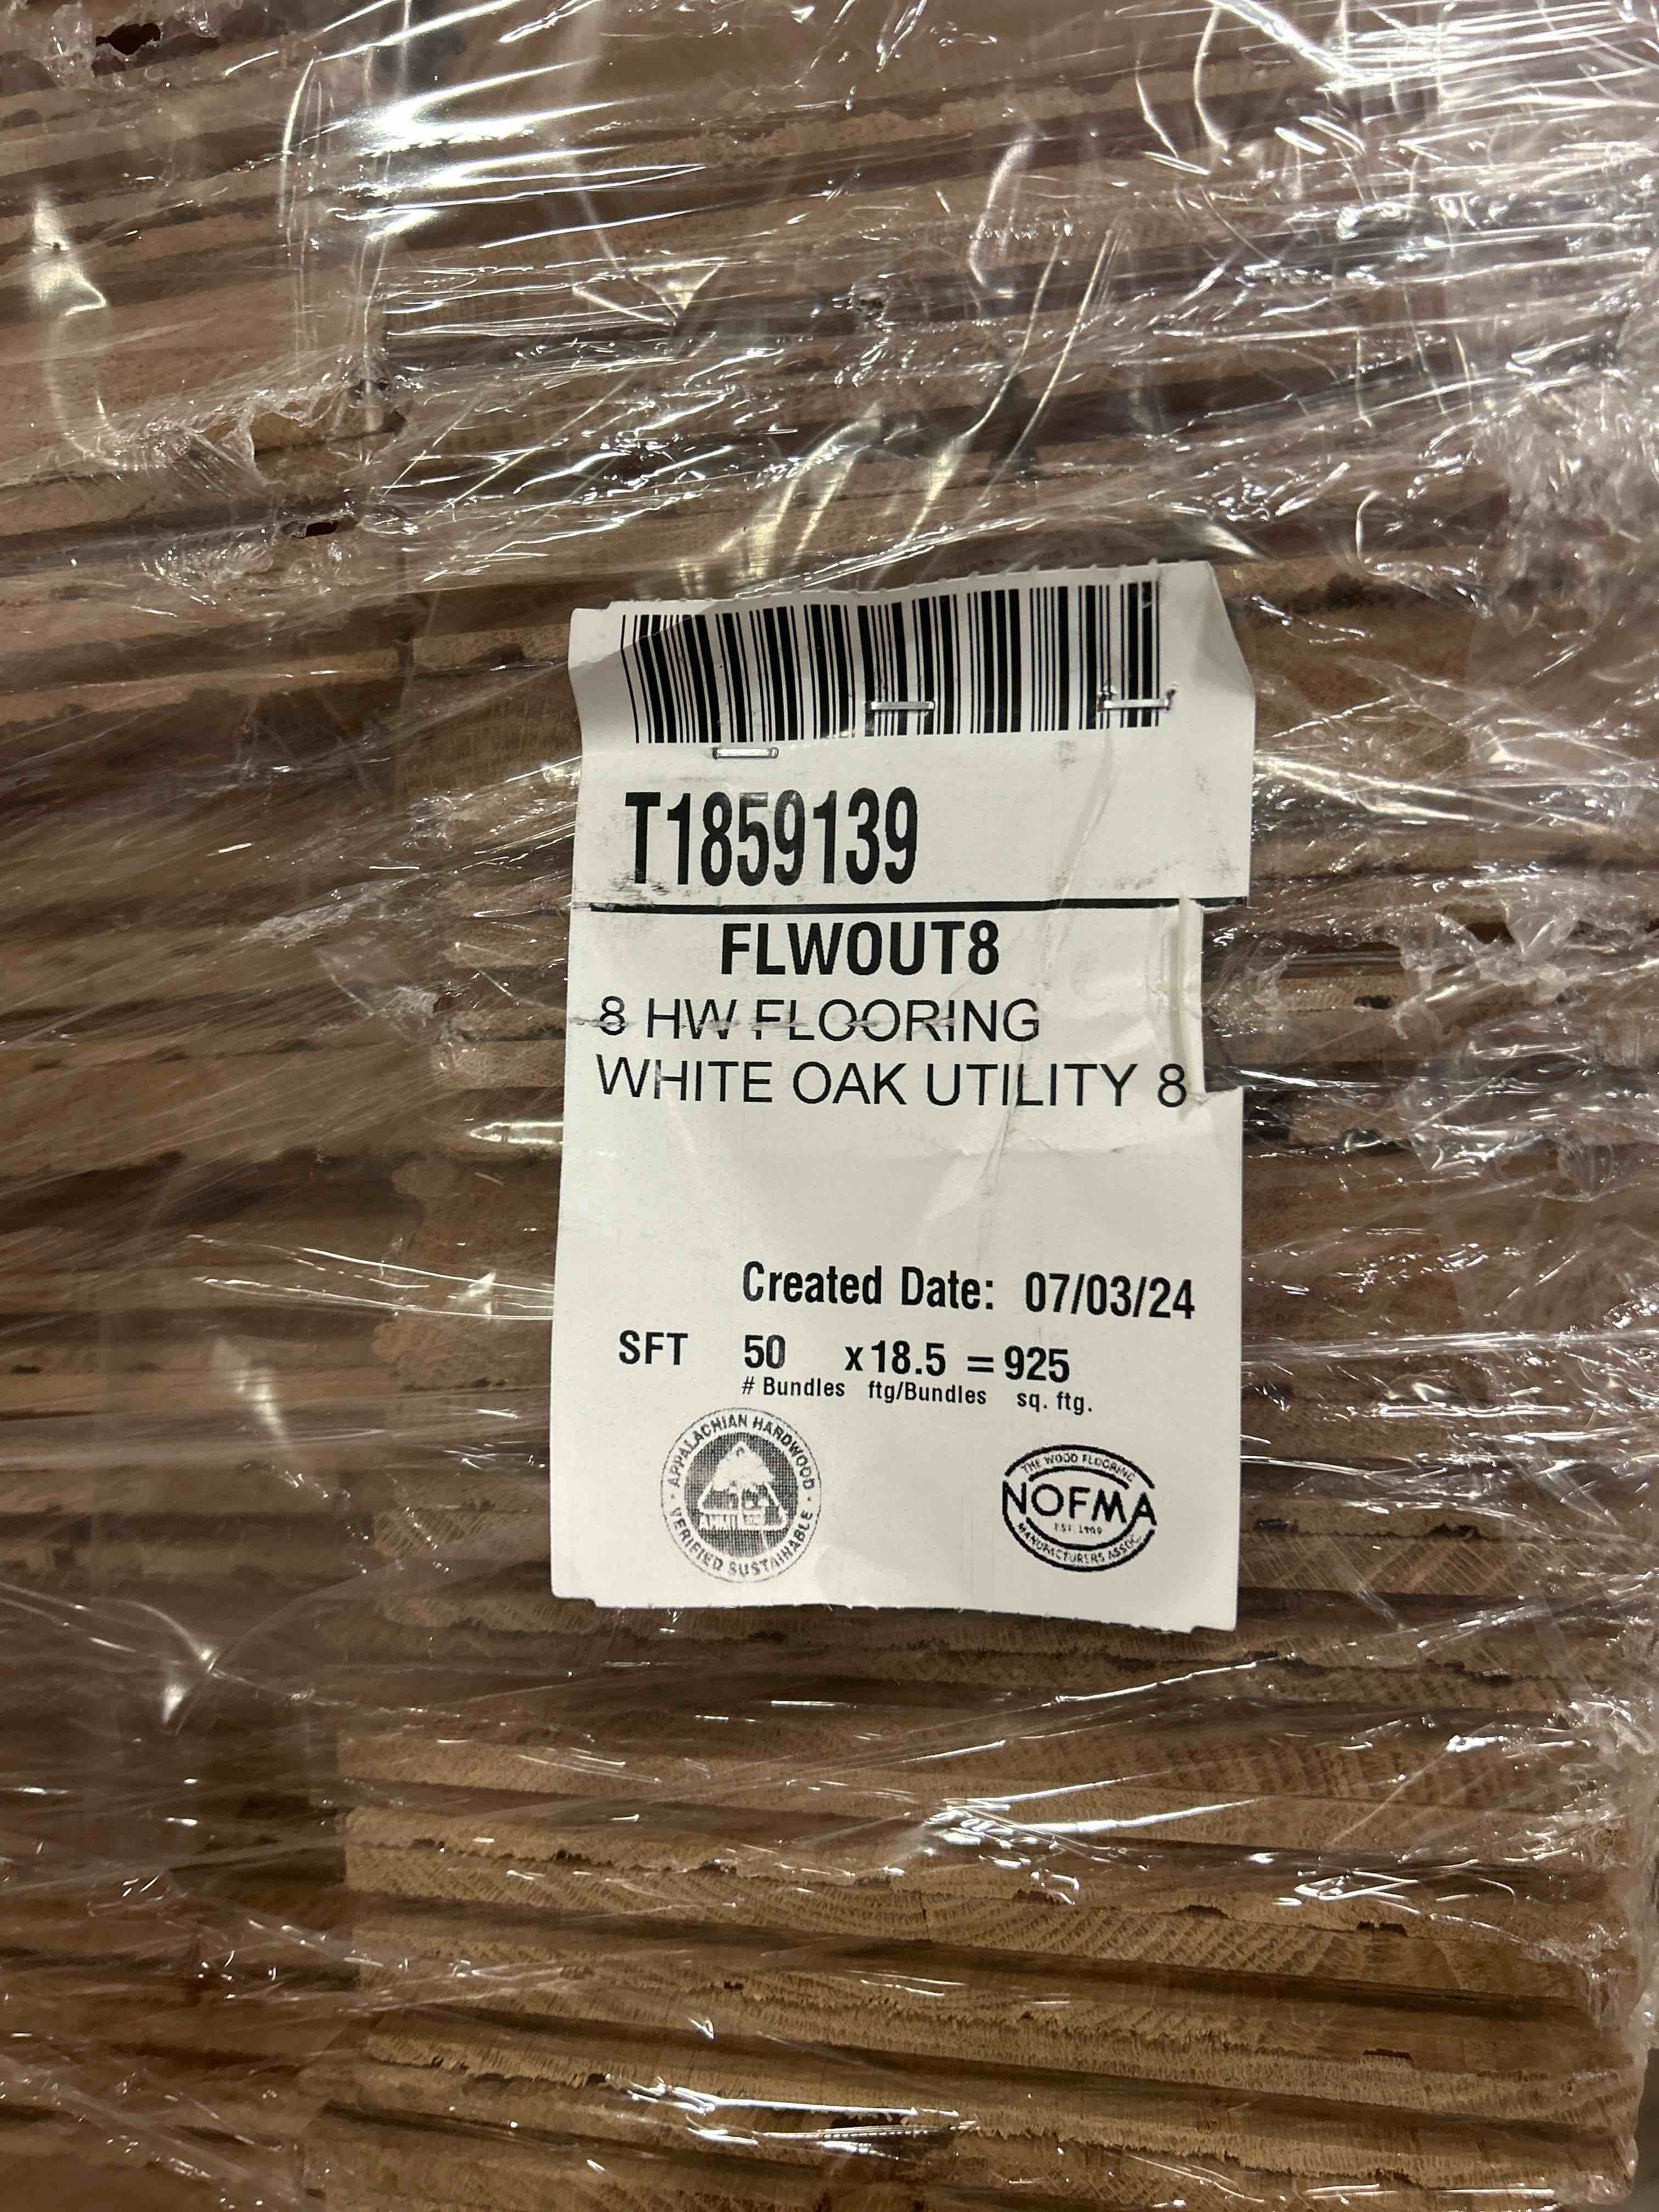 T1859139
FLWOUT8
8 HW FLOORING
WHITE OAK UTILITY 8
Created Date: 07/03/24
SFT 50 x 18.5 = 925
# Bundles ftg/Bundles sq. ftg.
APPALACHIAN HARDWOOD
VERIFIED SUSTAINABLE
THE WOOD FLOORING
NOFMA
EST. 1909
MANUFACTURERS ASSOC.